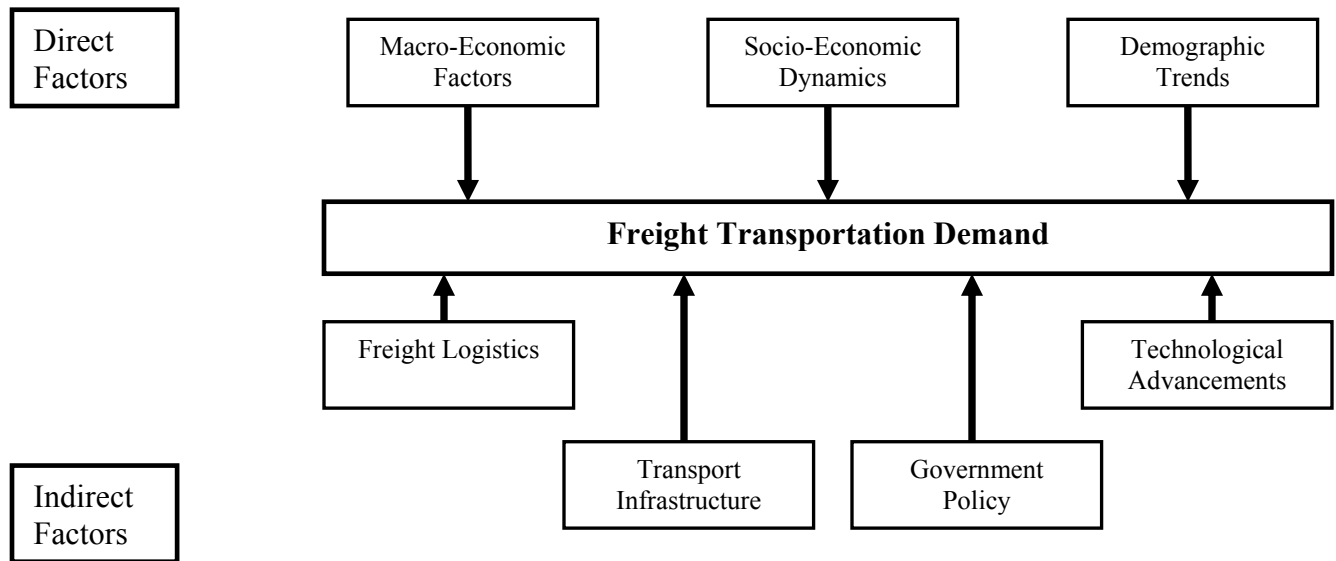 Direct
Factors
Macro-Economic
Factors
Socio-Economic
Dynamics
Demographic
Trends
Freight Transportation Demand
Freight Logistics
Technological
Advancements
Transport
Infrastructure
Government
Policy
Indirect
Factors